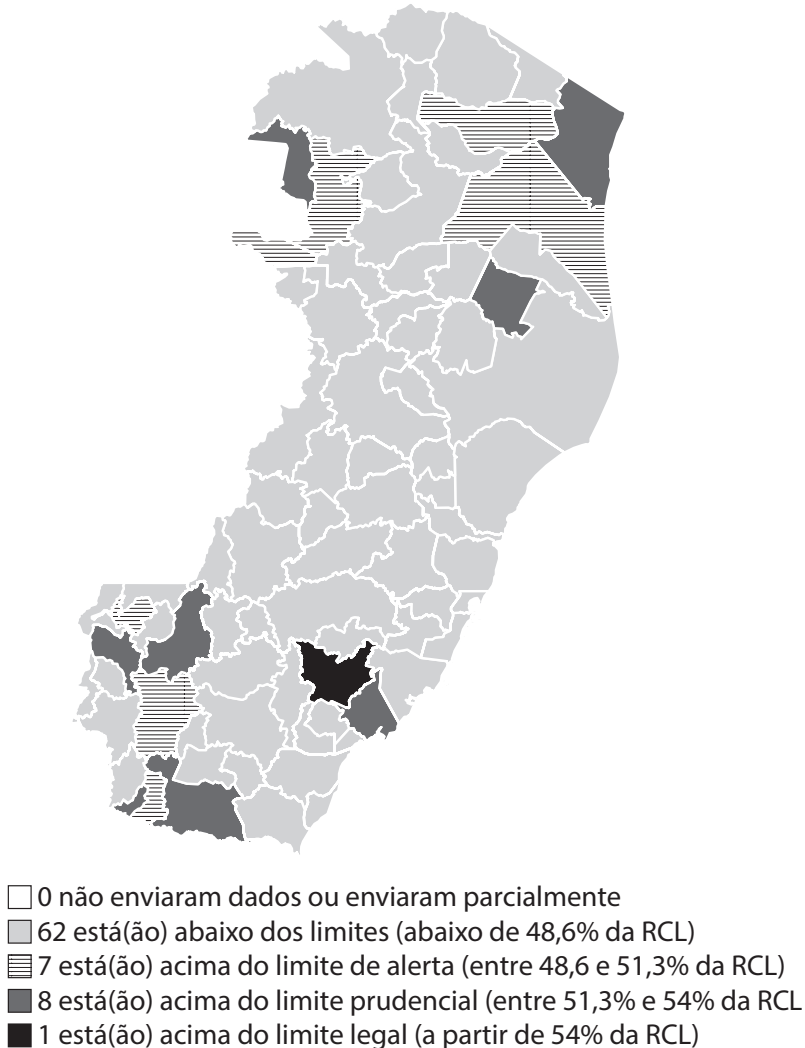 0 não enviaram dados ou enviaram parcialmente
62 está(ão) abaixo dos limites (abaixo de 48,6% da RCL)
7 está(ão) acima do limite de alerta (entre 48,6 e 51,3% da RCL)
8 está(ão) acima do limite prudencial (entre 51,3% e 54% da RCL
1 está(ão) acima do limite legal (a partir de 54% da RCL)